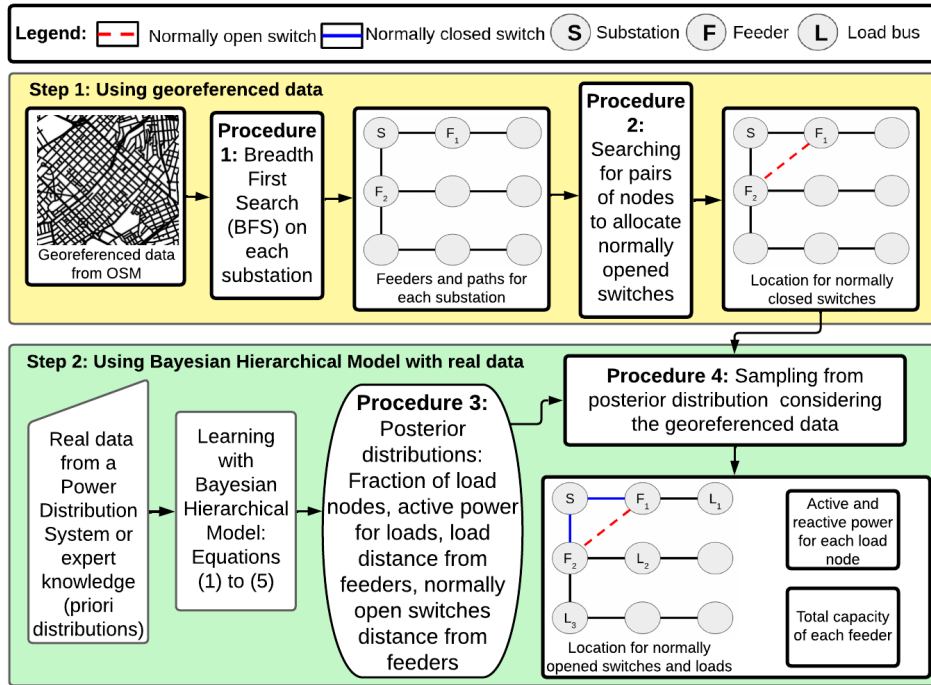 Legend:
Normally open switch
Normally closed switch
S
Substation
F
Feeder
L
Load bus
Step 1: Using georeferenced data
Georeferenced data
from OSM
Procedure
1: Breadth
First
Search
(BFS) on
each
substation
S
F1
F2
Feeders and paths for
each substation
Procedure
2:
Searching
for pairs
of nodes
to allocate
normally
opened
switches
S
F1
F2
Location for normally
closed switches
Step 2: Using Bayesian Hierarchical Model with real data
Real data
from a
Power
Distribution
System or
expert
knowledge
(priori
distributions)
Learning
with
Bayesian
Hierarchical
Model:
Equations
(1) to (5)
Procedure 3:
Posterior
distributions:
Fraction of load
nodes, active power
for loads, load
distance from
feeders, normally
open switches
distance from
feeders
Procedure 4: Sampling from
posterior distribution considering
the georeferenced data
S
F1
L1
F2
L2
L3
Location for normally
opened switches and loads
Active and
reactive power
for each load
node
Total capacity
of each feeder